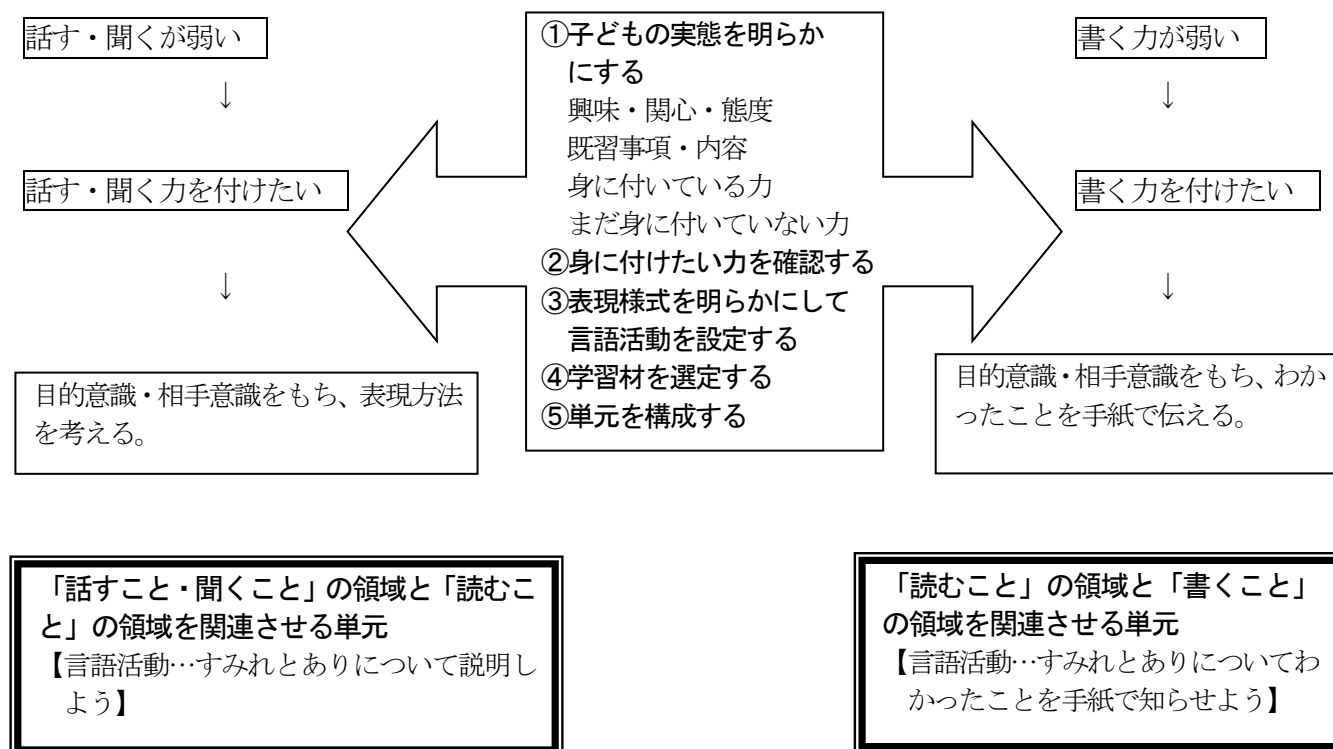 話す・聞くが弱い
↓
話す・聞く力を付けたい
↓
目的意識・相手意識をもち、表現方法
を考える。
①子どもの実態を明らか
にする
興味・関心・態度
既習事項・内容
身に付いている力
まだ身に付いていない力
②身に付けたい力を確認する
③表現様式を明らかにして
言語活動を設定する
④学習材を選定する
⑤単元を構成する
書く力が弱い
↓
書く力を付けたい
↓
目的意識・相手意識をもち、わか
ったことを手紙で伝える。
「話すこと・聞くこと」の領域と「読むこ
と」の領域を関連させる単元
【言語活動…すみれとありについて説明し
よう】
「読むこと」の領域と「書くこと」
の領域を関連させる単元
【言語活動…すみれとありについてわ
かったことを手紙で知らせよう】